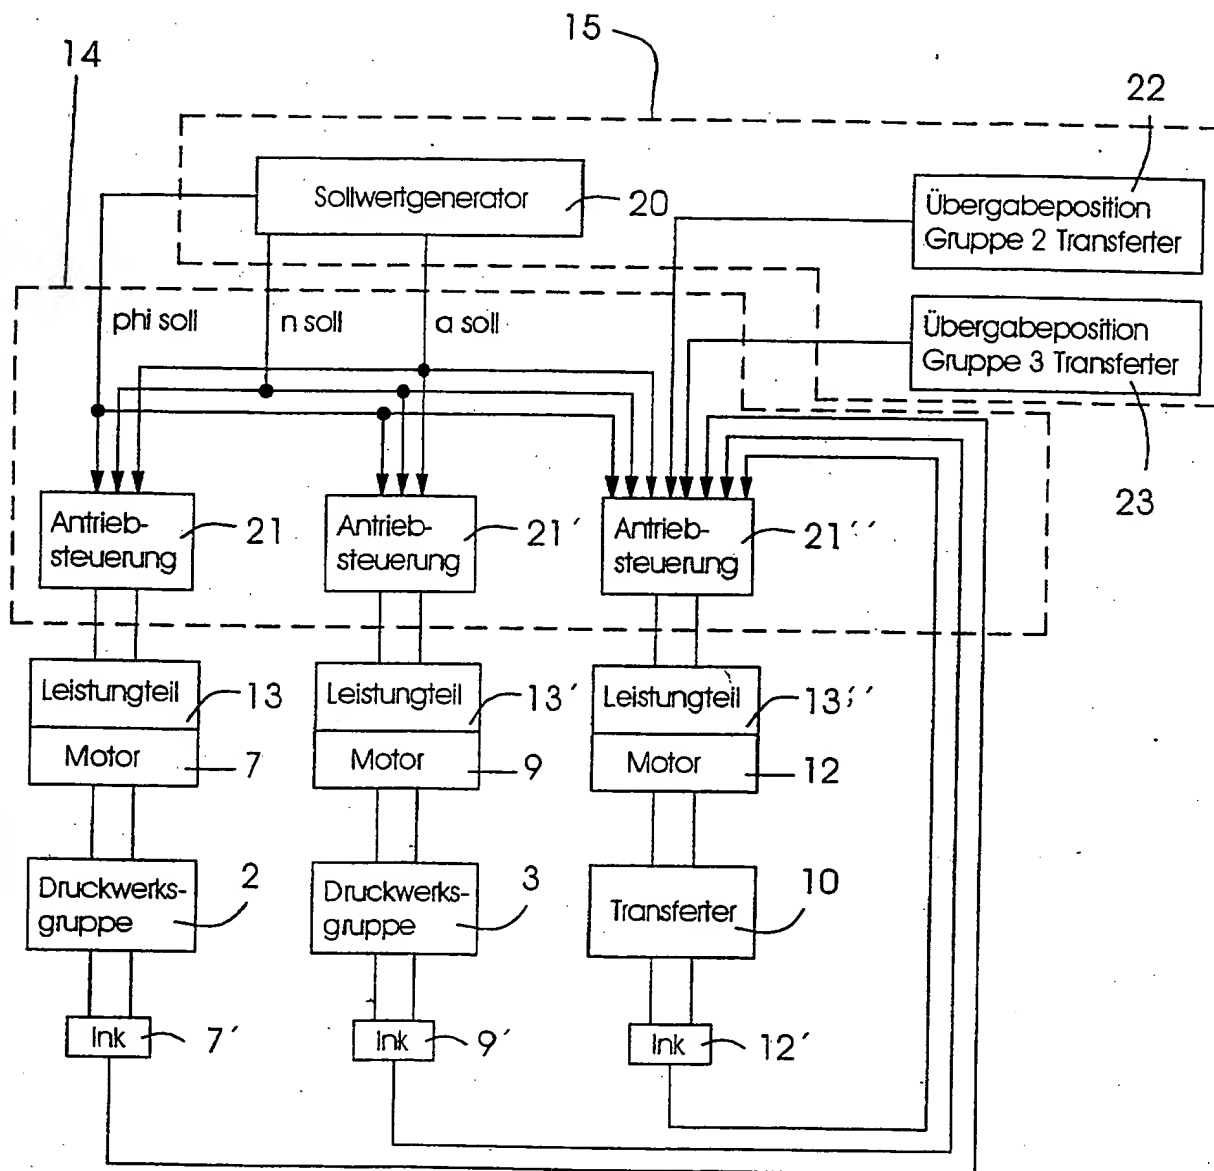 15
14
22
Sollwertgenerator
20
Übergabeposition
Gruppe 2 Transferter
phi soll
n soll
a soll
Übergabeposition
Gruppe 3 Transferter
23
Antrieb-
steuerung
21
Antrieb-
steuerung
21´
Antrieb-
steuerung
21´´
Leistungteil
13
Leistungteil
13´
Leistungteil
13´´
Motor
7
Motor
9
Motor
12
Druckwerks-
gruppe
2
Druckwerks-
gruppe
3
Transferter
10
Ink
7´
Ink
9´
Ink
12´